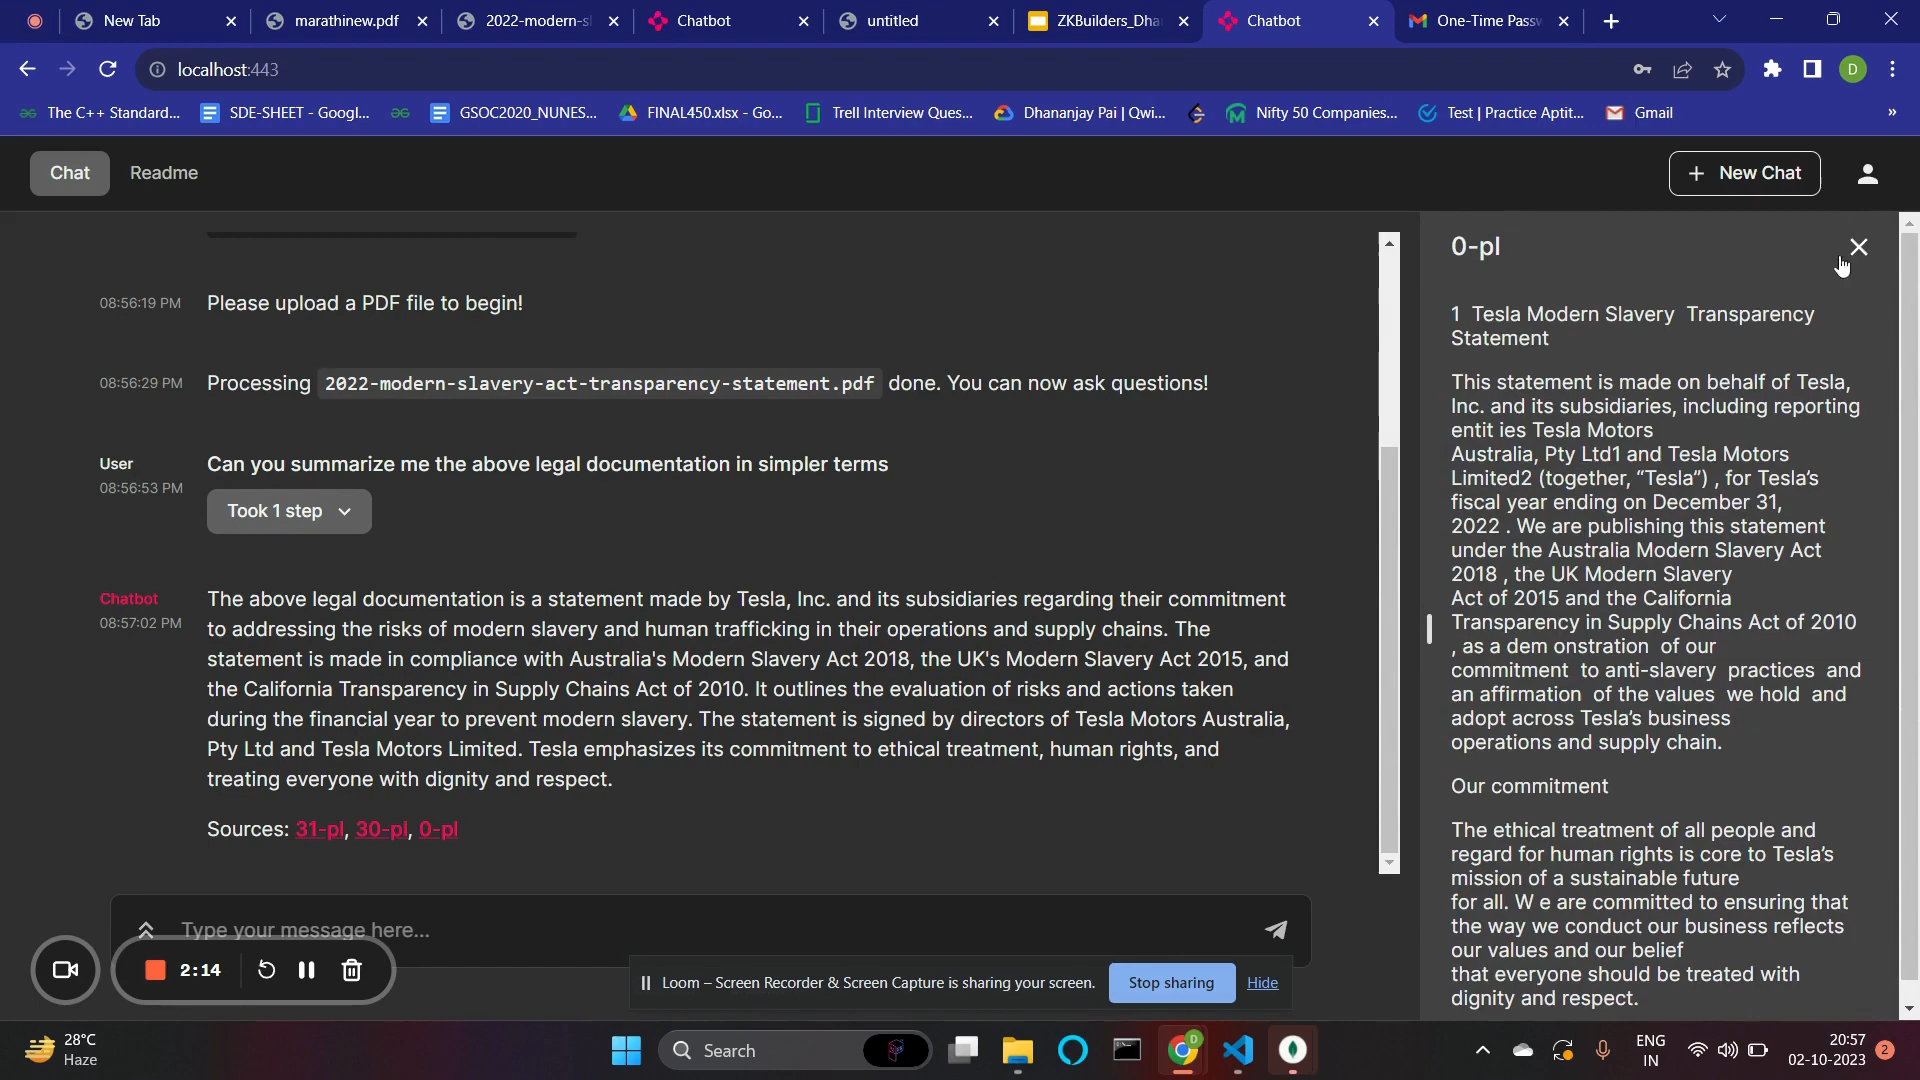 New Tab
marathinew.pdf
2022-modern-sl
Chatbot
untitled
ZKBuilders_Dha
Chatbot
One-Time Passw
localhost:443
D
The C++ Standard...
SDE-SHEET - Googl...
GSOC2020_NUNES...
FINAL450.xlsx - Go...
Trell Interview Ques...
Dhananjay Pai | Qwi...
Nifty 50 Companies...
Test | Practice Aptit...
Gmail
»
Chat
Readme
+ New Chat
08:56:19 PM
Please upload a PDF file to begin!
08:56:29 PM
Processing 2022-modern-slavery-act-transparency-statement.pdf done. You can now ask questions!
User
08:56:53 PM
Can you summarize me the above legal documentation in simpler terms
Took 1 step
Chatbot
08:57:02 PM
The above legal documentation is a statement made by Tesla, Inc. and its subsidiaries regarding their commitment
to addressing the risks of modern slavery and human trafficking in their operations and supply chains. The
statement is made in compliance with Australia's Modern Slavery Act 2018, the UK's Modern Slavery Act 2015, and
the California Transparency in Supply Chains Act of 2010. It outlines the evaluation of risks and actions taken
during the financial year to prevent modern slavery. The statement is signed by directors of Tesla Motors Australia,
Pty Ltd and Tesla Motors Limited. Tesla emphasizes its commitment to ethical treatment, human rights, and
treating everyone with dignity and respect.
Sources: 31-pl, 30-pl, 0-pl
Type your message here...
2:14
Loom – Screen Recorder & Screen Capture is sharing your screen.
Stop sharing
Hide
0-pl
1 Tesla Modern Slavery Transparency
Statement
This statement is made on behalf of Tesla,
Inc. and its subsidiaries, including reporting
entit ies Tesla Motors
Australia, Pty Ltd1 and Tesla Motors
Limited2 (together, “Tesla”) , for Tesla’s
fiscal year ending on December 31,
2022 . We are publishing this statement
under the Australia Modern Slavery Act
2018 , the UK Modern Slavery
Act of 2015 and the California
Transparency in Supply Chains Act of 2010
, as a dem onstration of our
commitment to anti-slavery practices and
an affirmation of the values we hold and
adopt across Tesla’s business
operations and supply chain.
Our commitment
The ethical treatment of all people and
regard for human rights is core to Tesla’s
mission of a sustainable future
for all. W e are committed to ensuring that
the way we conduct our business reflects
our values and our belief
that everyone should be treated with
dignity and respect.
28°C
Haze
Search
D
ENG
IN
20:57
02-10-2023
2